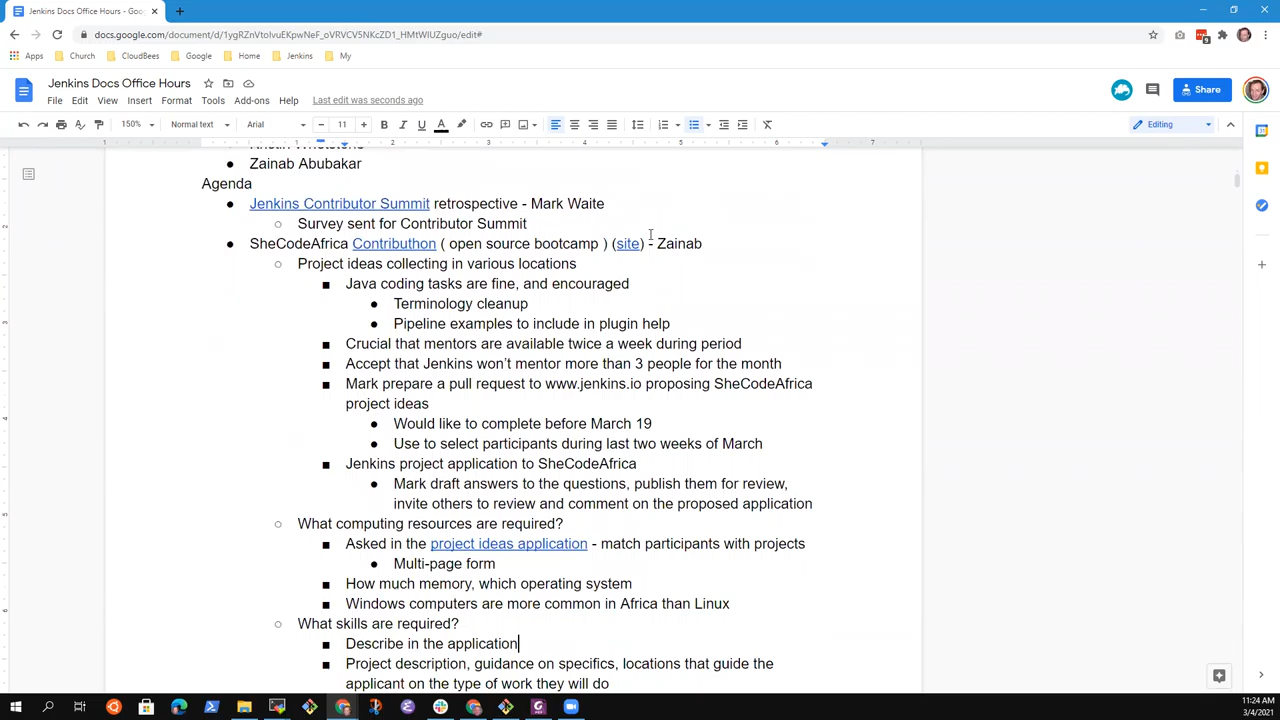 Jenkins Docs Office Hours - Goo
docs.google.com/document/d/1ygRZnVtoIvuEKpwNeF_oVRVCV5NKcZD1_HMtWIUZguo/edit#
Apps Church CloudBees Google Home Jenkins My
Jenkins Docs Office Hours
Share
File Edit View Insert Format Tools Add-ons Help Last edit was seconds ago
150% Normal text Arial 11 B I U A Editing
1 1 2 3 4 5 6 7
Zainab Abubakar
Agenda
Jenkins Contributor Summit retrospective - Mark Waite
Survey sent for Contributor Summit
SheCodeAfrica Contributhon ( open source bootcamp ) (site) - Zainab
Project ideas collecting in various locations
Java coding tasks are fine, and encouraged
Terminology cleanup
Pipeline examples to include in plugin help
Crucial that mentors are available twice a week during period
Accept that Jenkins won't mentor more than 3 people for the month
Mark prepare a pull request to www.jenkins.io proposing SheCodeAfrica
project ideas
Would like to complete before March 19
Use to select participants during last two weeks of March
Jenkins project application to SheCodeAfrica
Mark draft answers to the questions, publish them for review,
invite others to review and comment on the proposed application
What computing resources are required?
Asked in the project ideas application - match participants with projects
Multi-page form
How much memory, which operating system
Windows computers are more common in Africa than Linux
What skills are required?
Describe in the application
Project description, guidance on specifics, locations that guide the
applicant on the type of work they will do
11:24 AM
3/4/2021